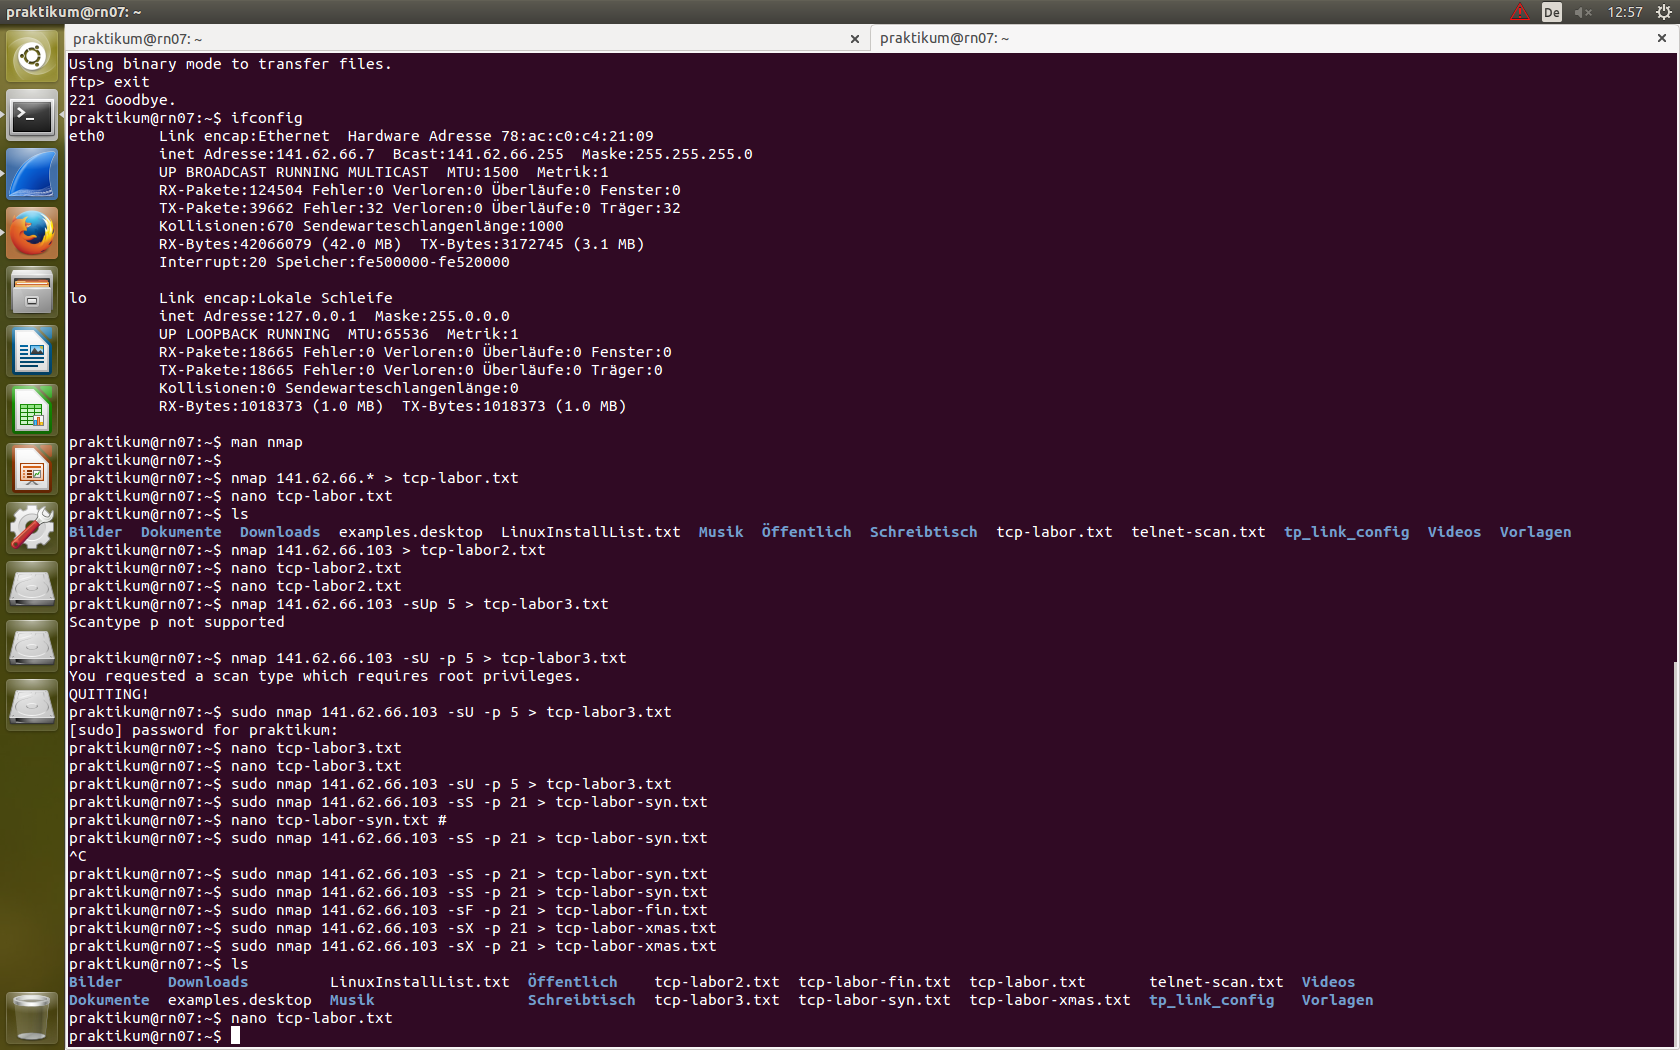 praktikum@rn07: ~
De
12:57
praktikum@rn07: ~
praktikum@rn07: ~
Using binary mode to transfer files.
ftp> exit
221 Goodbye.
praktikum@rn07:~$ ifconfig
eth0      Link encap:Ethernet  Hardware Adresse 78:ac:c0:c4:21:09
          inet Adresse:141.62.66.7  Bcast:141.62.66.255  Maske:255.255.255.0
          UP BROADCAST RUNNING MULTICAST  MTU:1500  Metrik:1
          RX-Pakete:124504 Fehler:0 Verloren:0 Überläufe:0 Fenster:0
          TX-Pakete:39662 Fehler:32 Verloren:0 Überläufe:0 Träger:32
          Kollisionen:670 Sendewarteschlangenlänge:1000
          RX-Bytes:42066079 (42.0 MB)  TX-Bytes:3172745 (3.1 MB)
          Interrupt:20 Speicher:fe500000-fe520000
lo        Link encap:Lokale Schleife
          inet Adresse:127.0.0.1  Maske:255.0.0.0
          UP LOOPBACK RUNNING  MTU:65536  Metrik:1
          RX-Pakete:18665 Fehler:0 Verloren:0 Überläufe:0 Fenster:0
          TX-Pakete:18665 Fehler:0 Verloren:0 Überläufe:0 Träger:0
          Kollisionen:0 Sendewarteschlangenlänge:0
          RX-Bytes:1018373 (1.0 MB)  TX-Bytes:1018373 (1.0 MB)
praktikum@rn07:~$ man nmap
praktikum@rn07:~$
praktikum@rn07:~$ nmap 141.62.66.* > tcp-labor.txt
praktikum@rn07:~$ nano tcp-labor.txt
praktikum@rn07:~$ ls
Bilder  Dokumente  Downloads  examples.desktop  LinuxInstallList.txt  Musik  Öffentlich  Schreibtisch  tcp-labor.txt  telnet-scan.txt  tp_link_config  Videos  Vorlagen
praktikum@rn07:~$ nmap 141.62.66.103 > tcp-labor2.txt
praktikum@rn07:~$ nano tcp-labor2.txt
praktikum@rn07:~$ nano tcp-labor2.txt
praktikum@rn07:~$ nmap 141.62.66.103 -sUp 5 > tcp-labor3.txt
Scantype p not supported
praktikum@rn07:~$ nmap 141.62.66.103 -sU -p 5 > tcp-labor3.txt
You requested a scan type which requires root privileges.
QUITTING!
praktikum@rn07:~$ sudo nmap 141.62.66.103 -sU -p 5 > tcp-labor3.txt
[sudo] password for praktikum:
praktikum@rn07:~$ nano tcp-labor3.txt
praktikum@rn07:~$ nano tcp-labor3.txt
praktikum@rn07:~$ sudo nmap 141.62.66.103 -sU -p 5 > tcp-labor3.txt
praktikum@rn07:~$ sudo nmap 141.62.66.103 -sS -p 21 > tcp-labor-syn.txt
praktikum@rn07:~$ nano tcp-labor-syn.txt #
praktikum@rn07:~$ sudo nmap 141.62.66.103 -sS -p 21 > tcp-labor-syn.txt
^C
praktikum@rn07:~$ sudo nmap 141.62.66.103 -sS -p 21 > tcp-labor-syn.txt
praktikum@rn07:~$ sudo nmap 141.62.66.103 -sS -p 21 > tcp-labor-syn.txt
praktikum@rn07:~$ sudo nmap 141.62.66.103 -sF -p 21 > tcp-labor-fin.txt
praktikum@rn07:~$ sudo nmap 141.62.66.103 -sX -p 21 > tcp-labor-xmas.txt
praktikum@rn07:~$ sudo nmap 141.62.66.103 -sX -p 21 > tcp-labor-xmas.txt
praktikum@rn07:~$ ls
Bilder     Downloads         LinuxInstallList.txt  Öffentlich    tcp-labor2.txt  tcp-labor-fin.txt  tcp-labor.txt       telnet-scan.txt  Videos
Dokumente  examples.desktop  Musik                 Schreibtisch  tcp-labor3.txt  tcp-labor-syn.txt  tcp-labor-xmas.txt  tp_link_config   Vorlagen
praktikum@rn07:~$ nano tcp-labor.txt
praktikum@rn07:~$